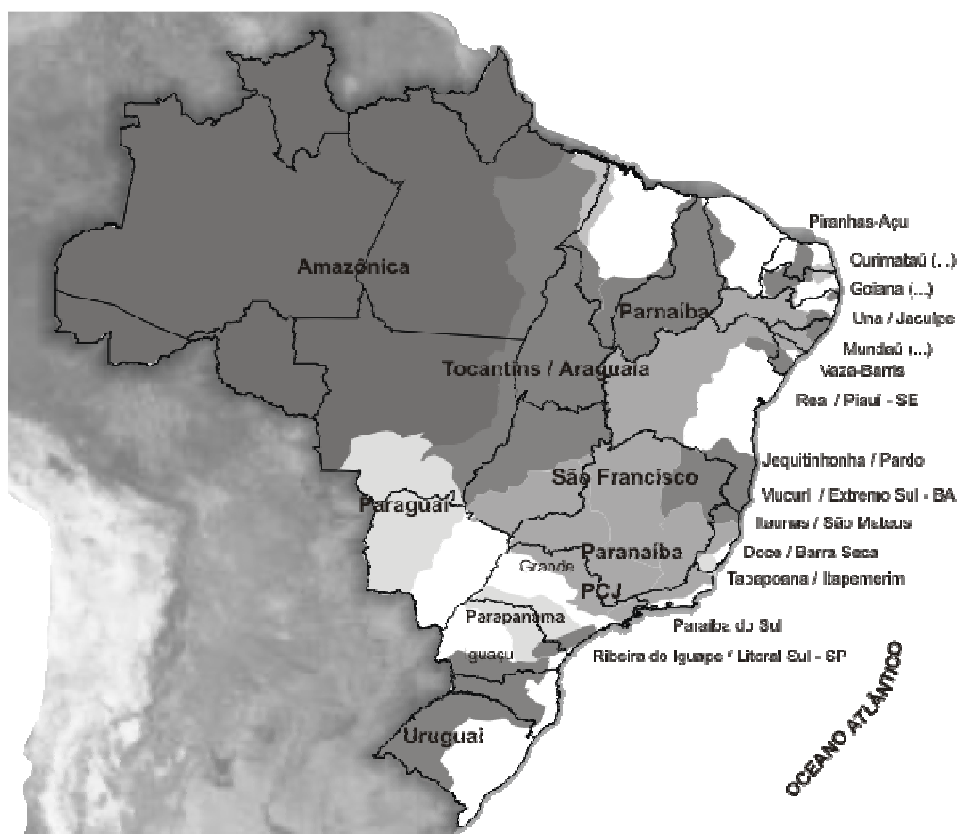 Piranhas-Açu
Curimataú (...)
Goiana (...)
Amazônica
Parnaíba
Una / Jacuípe
Mundaú (...)
Tocantins / Araguaia
Vaza-Barris
Real / Piauí - SE
Jequitinhonha / Pardo
São Francisco
Mucuri / Extremo Sul - BA
Paraguai
Itaunas / São Mateus
Paranaíba
Doce / Barra Seca
Grande
Itapemerim
PCJ
Parapanema
Paraíba do Sul
Ribeira do Iguape / Litoral Sul - SP
Iguaçu
Uruguai
OCEANO ATLÂNTICO